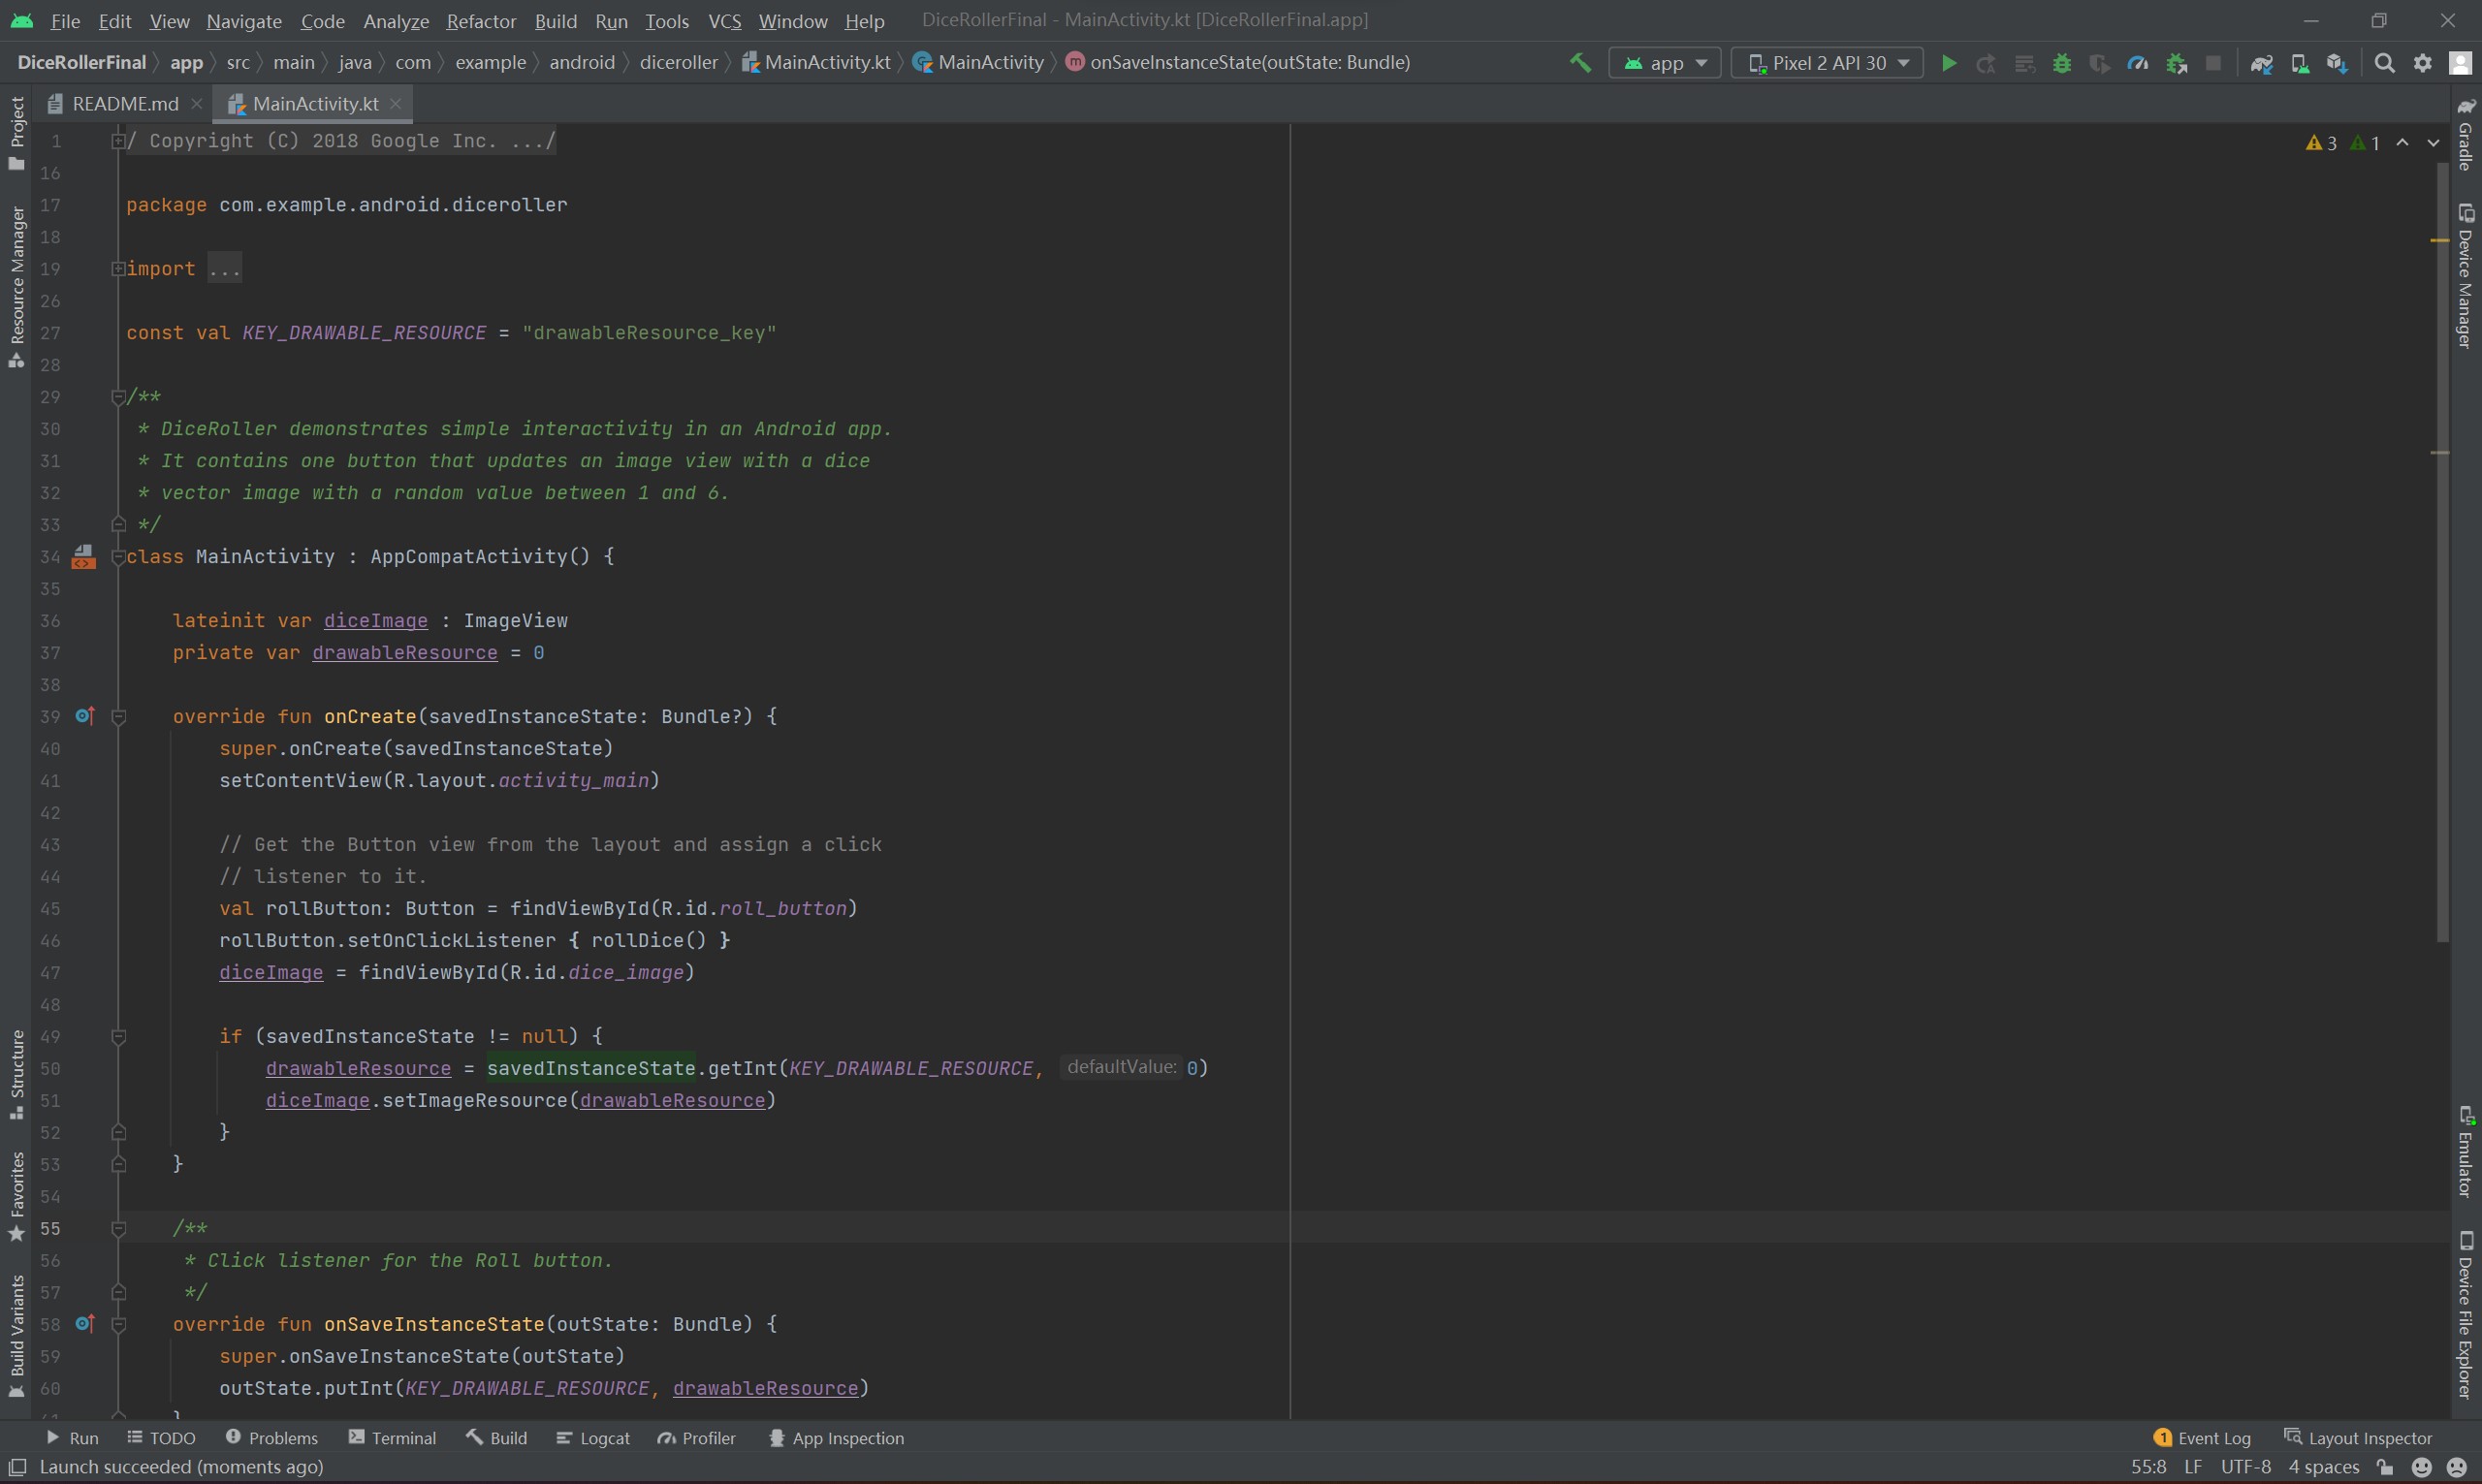 File Edit View Navigate Code Analyze Refactor Build Run Tools VCS Window Help DiceRollerFinal - MainActivity.kt [DiceRollerFinal.app]
DiceRollerFinal app src main java com example android diceroller MainActivity.kt MainActivity onSaveInstanceState(outState: Bundle) app Pixel 2 API 30
README.md MainActivity.kt
Project
Resource Manager
Structure
Favorites
Build Variants
3 1
1 / Copyright (C) 2018 Google Inc. .../
16
17 package com.example.android.diceroller
18
19 import ...
26
27 const val KEY_DRAWABLE_RESOURCE = "drawableResource_key"
28
29 /**
30 * DiceRoller demonstrates simple interactivity in an Android app.
31 * It contains one button that updates an image view with a dice
32 * vector image with a random value between 1 and 6.
33 */
34 class MainActivity : AppCompatActivity() {
35
36 lateinit var diceImage : ImageView
37 private var drawableResource = 0
38
39 override fun onCreate(savedInstanceState: Bundle?) {
40 super.onCreate(savedInstanceState)
41 setContentView(R.layout.activity_main)
42
43 // Get the Button view from the layout and assign a click
44 // listener to it.
45 val rollButton: Button = findViewById(R.id.roll_button)
46 rollButton.setOnClickListener { rollDice() }
47 diceImage = findViewById(R.id.dice_image)
48
49 if (savedInstanceState != null) {
50 drawableResource = savedInstanceState.getInt(KEY_DRAWABLE_RESOURCE, defaultValue: 0)
51 diceImage.setImageResource(drawableResource)
52 }
53 }
54
55 /**
56 * Click listener for the Roll button.
57 */
58 override fun onSaveInstanceState(outState: Bundle) {
59 super.onSaveInstanceState(outState)
60 outState.putInt(KEY_DRAWABLE_RESOURCE, drawableResource)
Gradle
Device Manager
Emulator
Device File Explorer
Run TODO Problems Terminal Build Logcat Profiler App Inspection 1 Event Log Layout Inspector
Launch succeeded (moments ago) 55:8 LF UTF-8 4 spaces